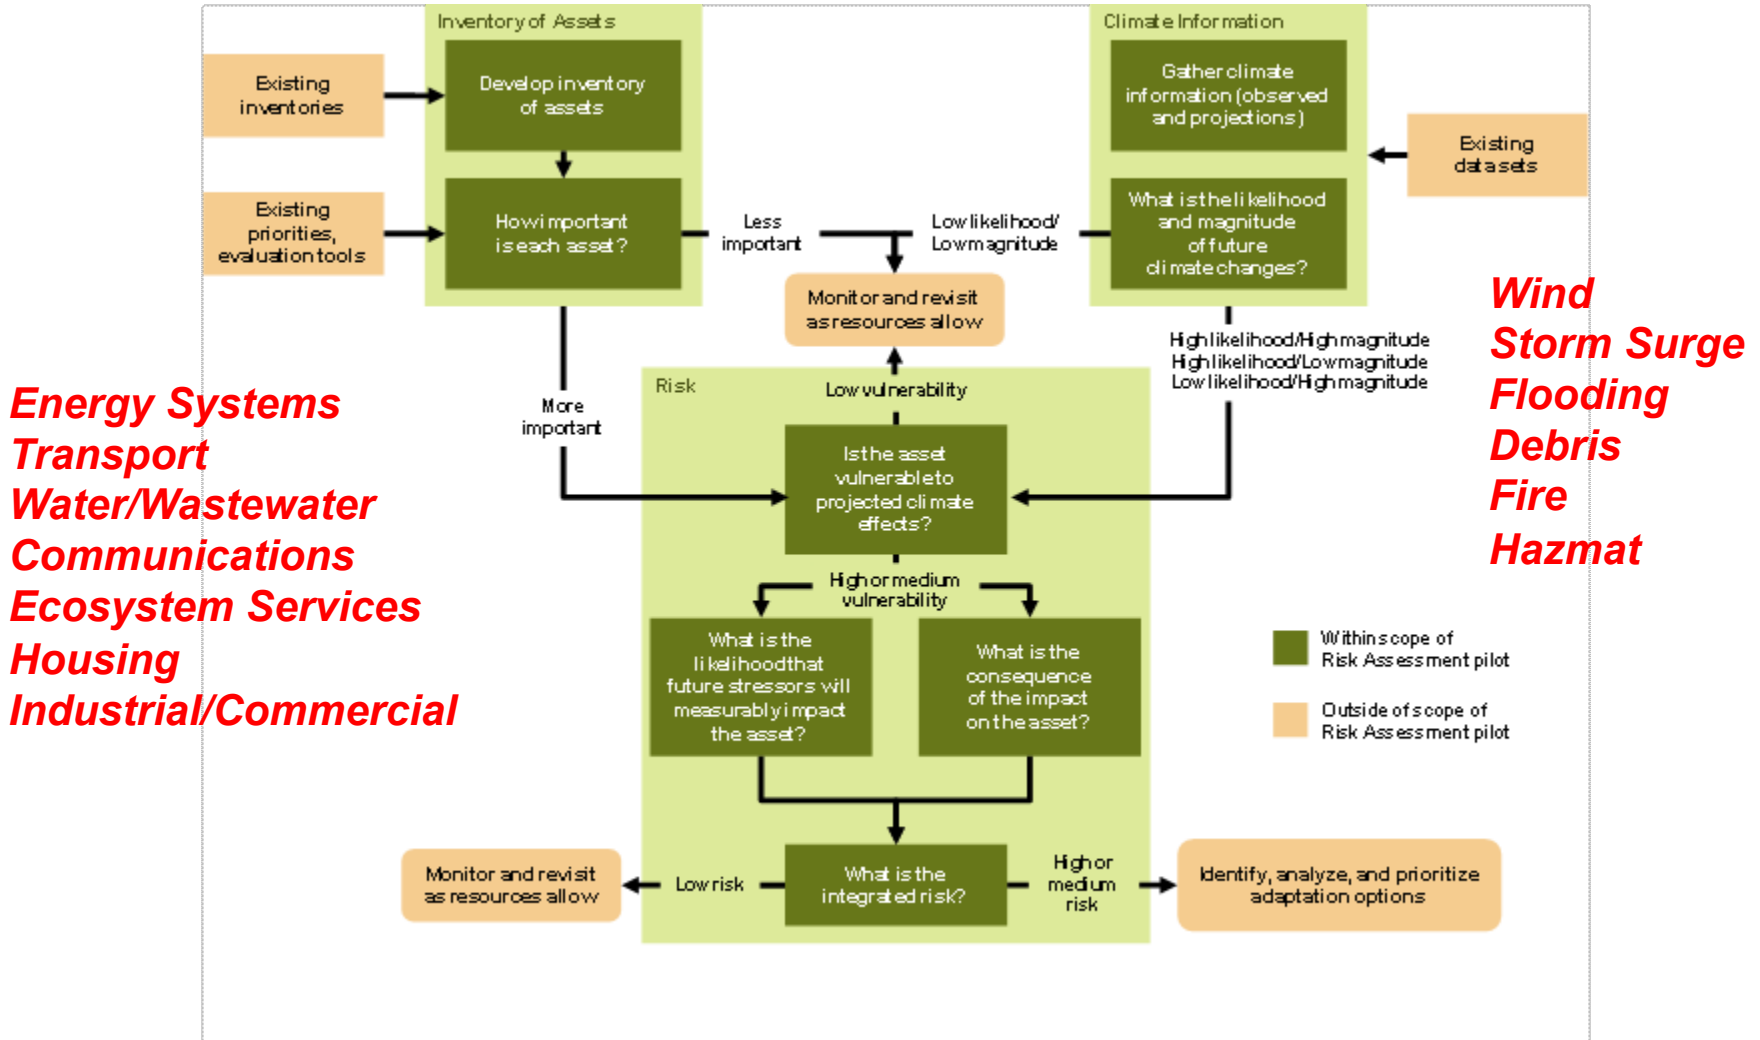 Inventory of Assets
Climate Information
Existing
inventories
Develop inventory
of assets
Gather climate
information (observed
and projections)
Existing
data sets
Existing
priorities,
evaluation tools
How important
is each asset?
Less
important
Low likelihood/
Low magnitude
What is the likelihood
and magnitude
of future
climate changes?
Monitor and revisit
as resources allow
High likelihood/High magnitude
High likelihood/Low magnitude
Low likelihood/High magnitude
Wind
Storm Surge
Flooding
Debris
Fire
Hazmat
Energy Systems
Transport
Water/Wastewater
Communications
Ecosystem Services
Housing
Industrial/Commercial
More
important
Risk
Low vulnerability
Is the asset
vulnerable to
projected climate
effects?
High or medium
vulnerability
What is the
likelihood that
future stressors will
measurably impact
the asset?
What is the
consequence
of the impact
on the asset?
Within scope of
Risk Assessment pilot
Outside of scope of
Risk Assessment pilot
Monitor and revisit
as resources allow
Low risk
What is the
integrated risk?
High or
medium
risk
Identify, analyze, and prioritize
adaptation options